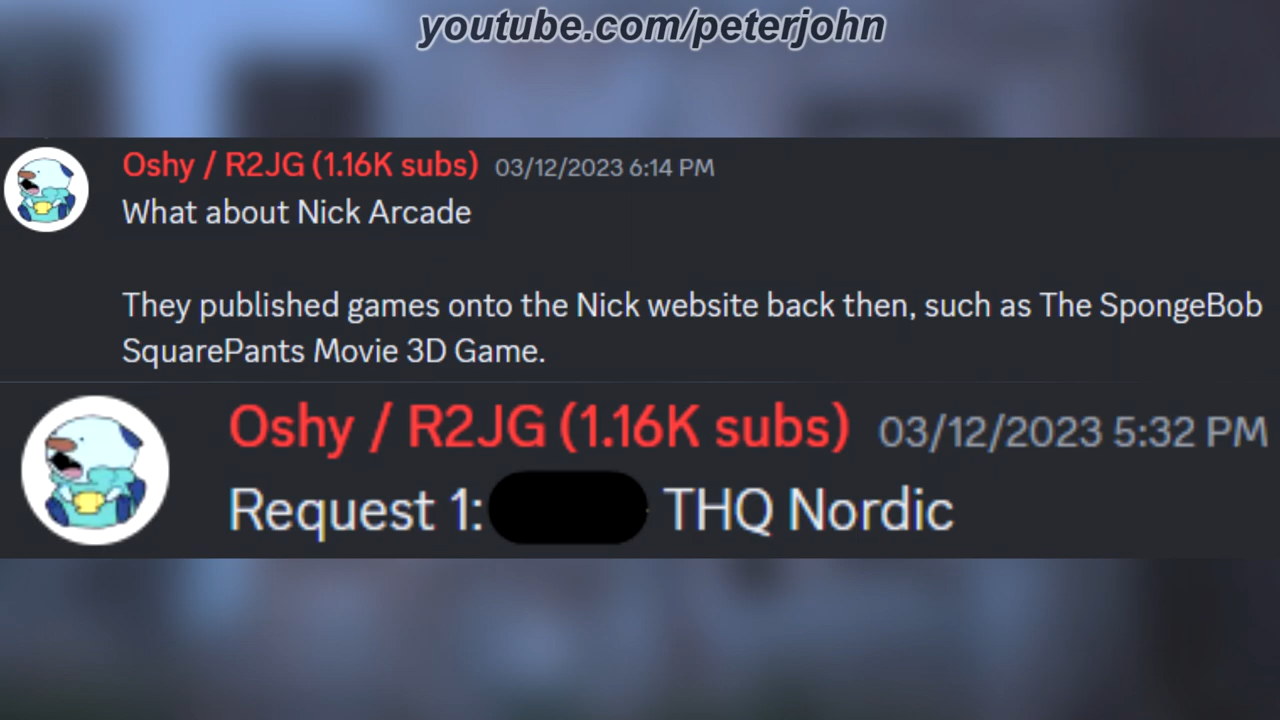 youtube.com/peterjohn
Oshy / R2JG (1.16K subs) 03/12/2023 6:14 PM
What about Nick Arcade
They published games onto the Nick website back then, such as The SpongeBob
SquarePants Movie 3D Game.
Oshy / R2JG (1.16K subs) 03/12/2023 5:32 PM
Request 1: THQ Nordic